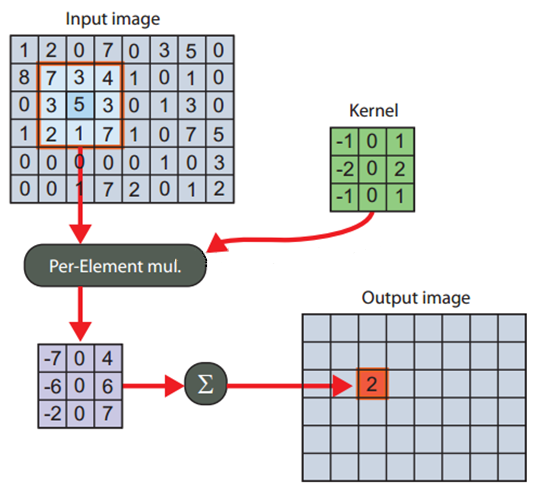 Input image
1 2 0 7 0 3 5 0
8 7 3 4 1 0 1 0
0 3 5 3 0 1 3 0
1 2 1 7 1 0 7 5
0 0 0 0 0 1 0 3
0 0 1 7 2 0 1 2
Kernel
-1 0 1
-2 0 2
-1 0 1
Per-Element mul.
Output image
-7 0 4
-6 0 6
-2 0 7
Σ
2